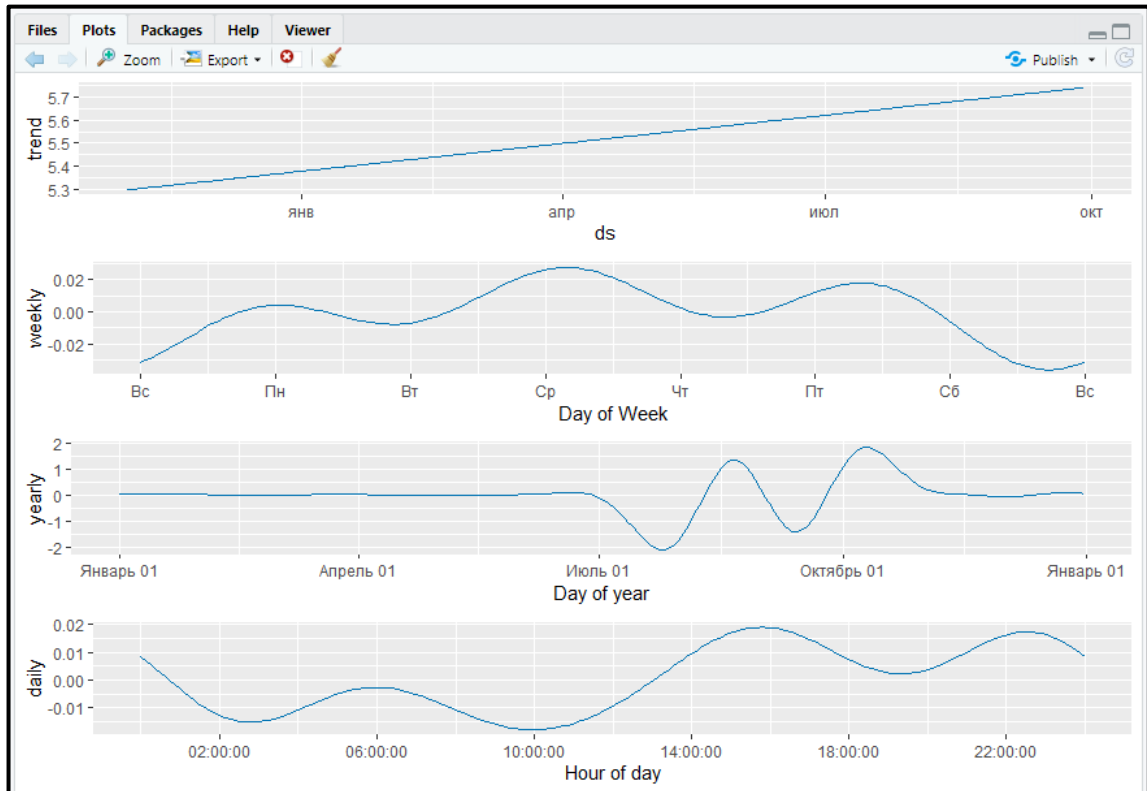 Files Plots Packages Help Viewer
Zoom Export Publish
5.7
5.6
5.5
5.4
5.3
trend
янв апр июл окт
ds
0.02
0.00
-0.02
weekly
Вс Пн Вт Ср Чт Пт Сб Вс
Day of Week
2
1
0
-1
-2
yearly
Январь 01 Апрель 01 Июль 01 Октябрь 01 Январь 01
Day of year
0.02
0.01
0.00
-0.01
daily
02:00:00 06:00:00 10:00:00 14:00:00 18:00:00 22:00:00
Hour of day